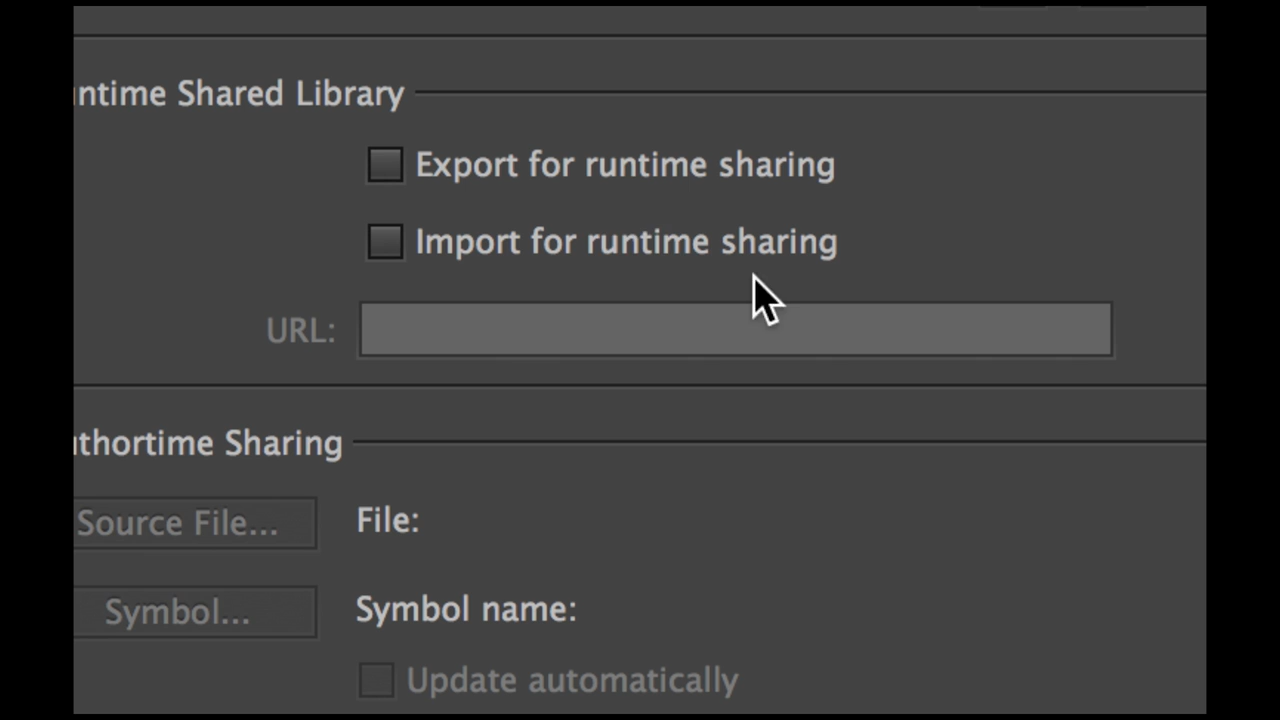 ntime Shared Library
Export for runtime sharing
Import for runtime sharing
URL:
uthortime Sharing
Source File...
File:
Symbol...
Symbol name:
Update automatically